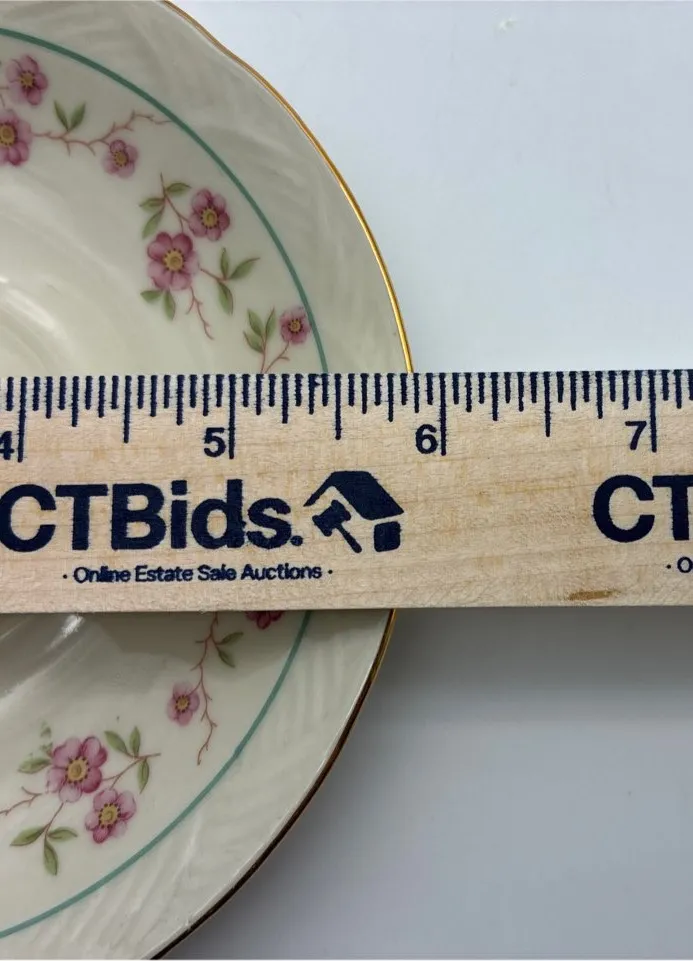 4 5 6 7
CTBids. CT
· Online Estate Sale Auctions · · O